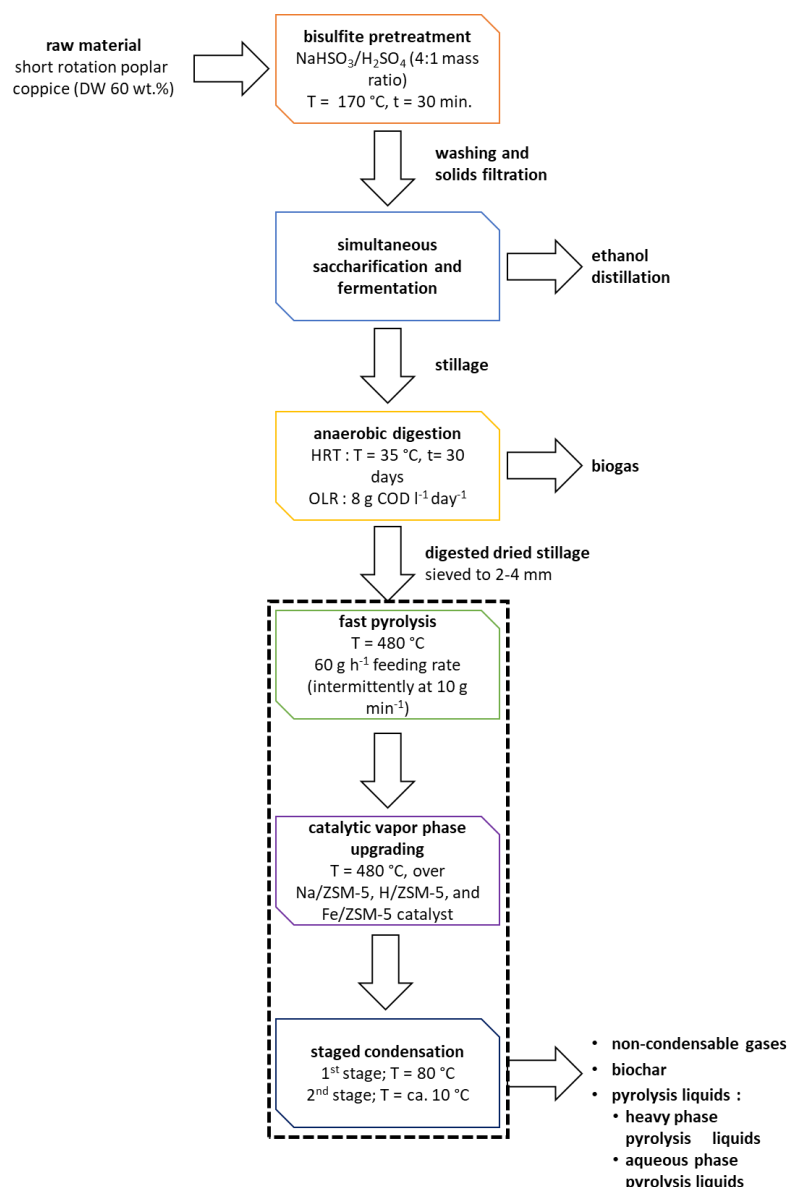 raw material
short rotation poplar
coppice (DW 60 wt.%)
bisulfite pretreatment
NaHSO₃/H₂SO₄ (4:1 mass
ratio)
T =  170 °C, t = 30 min.
washing and
solids filtration
simultaneous
saccharification and
fermentation
ethanol
distillation
stillage
anaerobic digestion
HRT : T = 35 °C, t= 30
days
OLR : 8 g COD l⁻¹ day⁻¹
biogas
digested dried stillage
sieved to 2-4 mm
fast pyrolysis
T = 480 °C
60 g h⁻¹ feeding rate
(intermittently at 10 g
min⁻¹)
catalytic vapor phase
upgrading
T = 480 °C, over
Na/ZSM-5, H/ZSM-5, and
Fe/ZSM-5 catalyst
staged condensation
1ˢᵗ stage; T = 80 °C
2ⁿᵈ stage; T = ca. 10 °C
• non-condensable gases
• biochar
• pyrolysis liquids :
• heavy phase
pyrolysis liquids
• aqueous phase
pyrolysis liquids